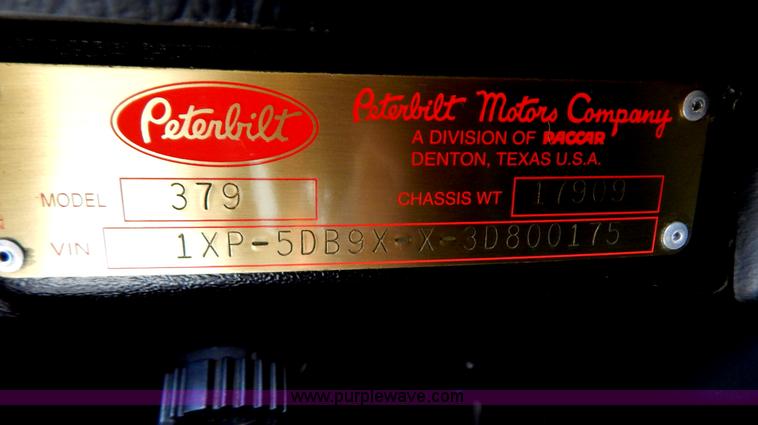 Peterbilt
Peterbilt Motors Company
A DIVISION OF PACCAR
DENTON, TEXAS U.S.A.
MODEL 379 CHASSIS WT 17909
VIN 1XP-5DB9X-X-3D800175
www.purplewave.com